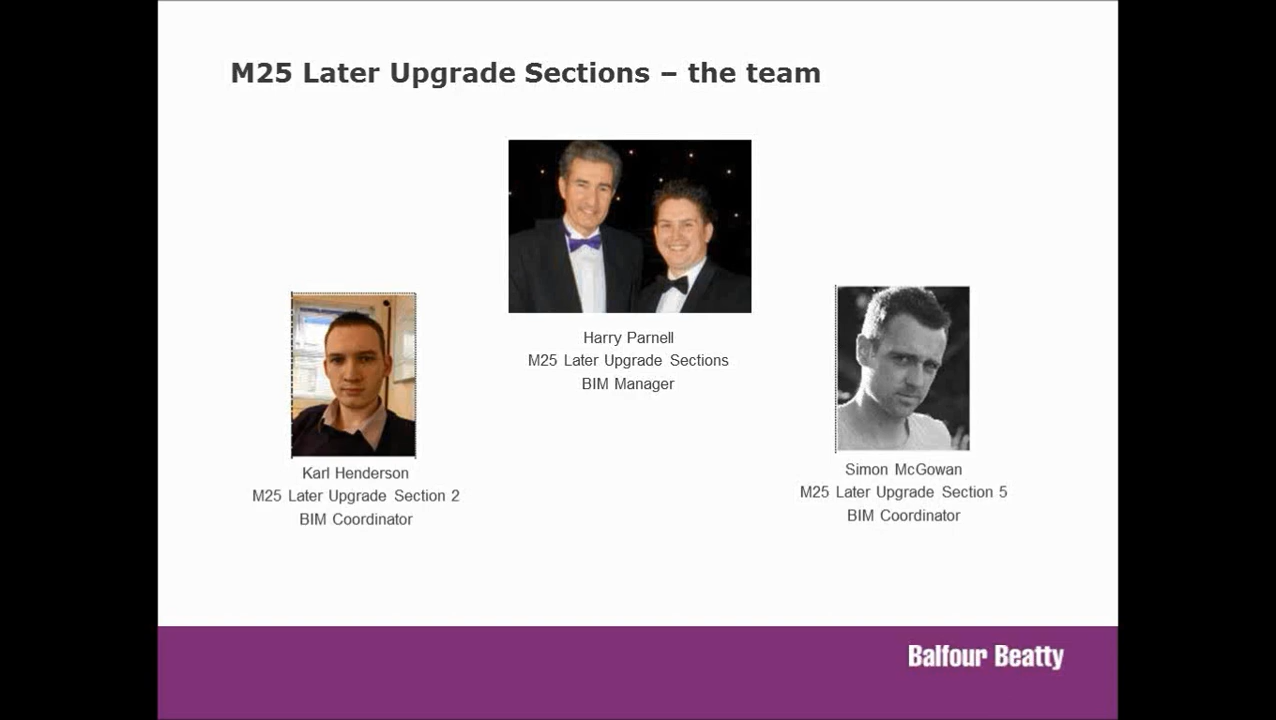 M25 Later Upgrade Sections – the team
Harry Parnell
M25 Later Upgrade Sections
BIM Manager
Karl Henderson
M25 Later Upgrade Section 2
BIM Coordinator
Simon McGowan
M25 Later Upgrade Section 5
BIM Coordinator
Balfour Beatty